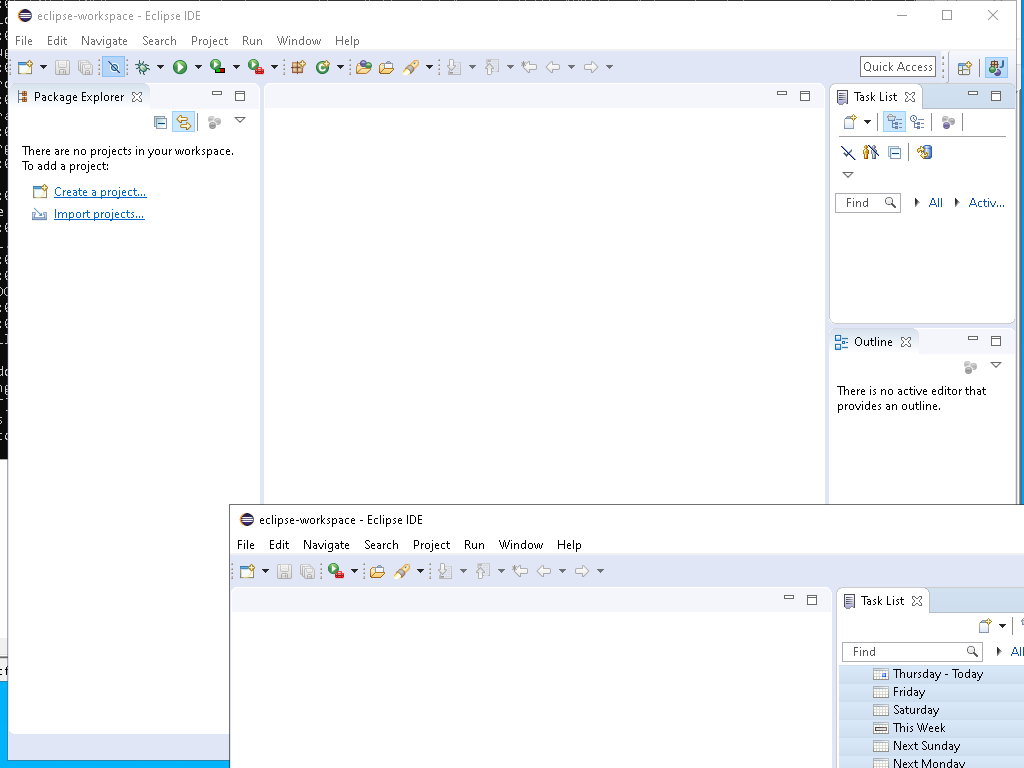 eclipse-workspace - Eclipse IDE
File Edit Navigate Search Project Run Window Help
Quick Access
Package Explorer
Task List
There are no projects in your workspace.
To add a project:
Create a project...
Import projects...
Find All Activ...
Outline
There is no active editor that
provides an outline.
eclipse-workspace - Eclipse IDE
File Edit Navigate Search Project Run Window Help
Task List
Find All
Thursday - Today
Friday
Saturday
This Week
Next Sunday
Next Monday